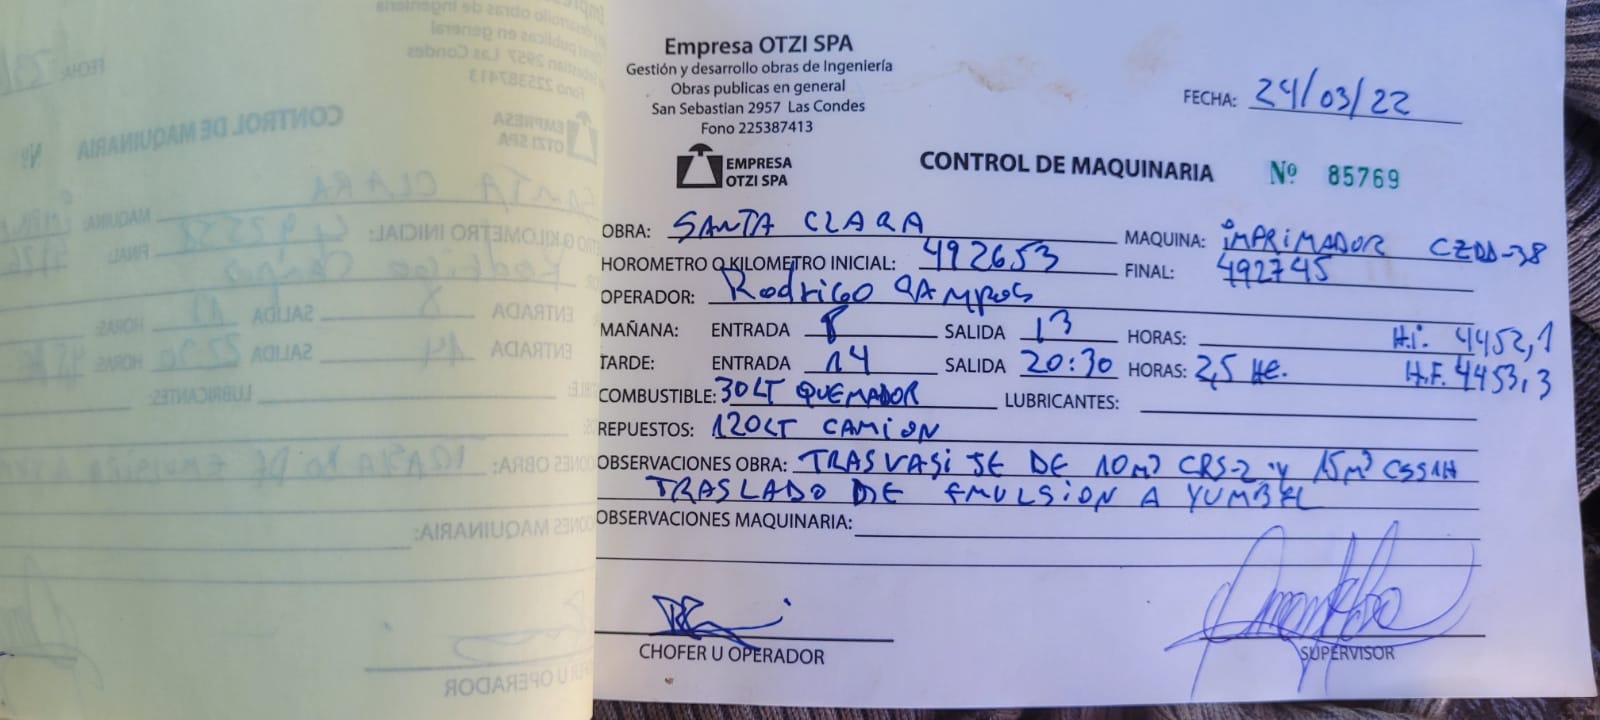 Empresa OTZI SPA
Gestión y desarrollo obras de Ingeniería
Obras publicas en general
San Sebastian 2957 Las Condes
Fono 225387413
FECHA: 24/03/22
EMPRESA
OTZI SPA
CONTROL DE MAQUINARIA Nº 85769
OBRA: SANTA CLARA MAQUINA: IMPRIMADOR CZDD-38
HOROMETRO O KILOMETRO INICIAL: 492653 FINAL: 492745
OPERADOR: Rodrigo CAmpos
MAÑANA: ENTRADA 8 SALIDA 13 HORAS: H.i. 4452,1
TARDE: ENTRADA 14 SALIDA 20:30 HORAS: 2,5 HE. H.F. 4453,3
COMBUSTIBLE: 30LT QUEMADOR LUBRICANTES:
REPUESTOS: 120LT CAMION
OBSERVACIONES OBRA: TRASVASIJE DE 10m3 CRS-2 y 15m3 CSS1H
TRASLADO DE EMULSION A YUMBEL
OBSERVACIONES MAQUINARIA:
CHOFER U OPERADOR
SUPERVISOR